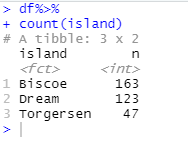 > df%>%
+ count(island)
# A tibble: 3 x 2
  island        n
  <fct>     <int>
1 Biscoe      163
2 Dream       123
3 Torgersen    47
>